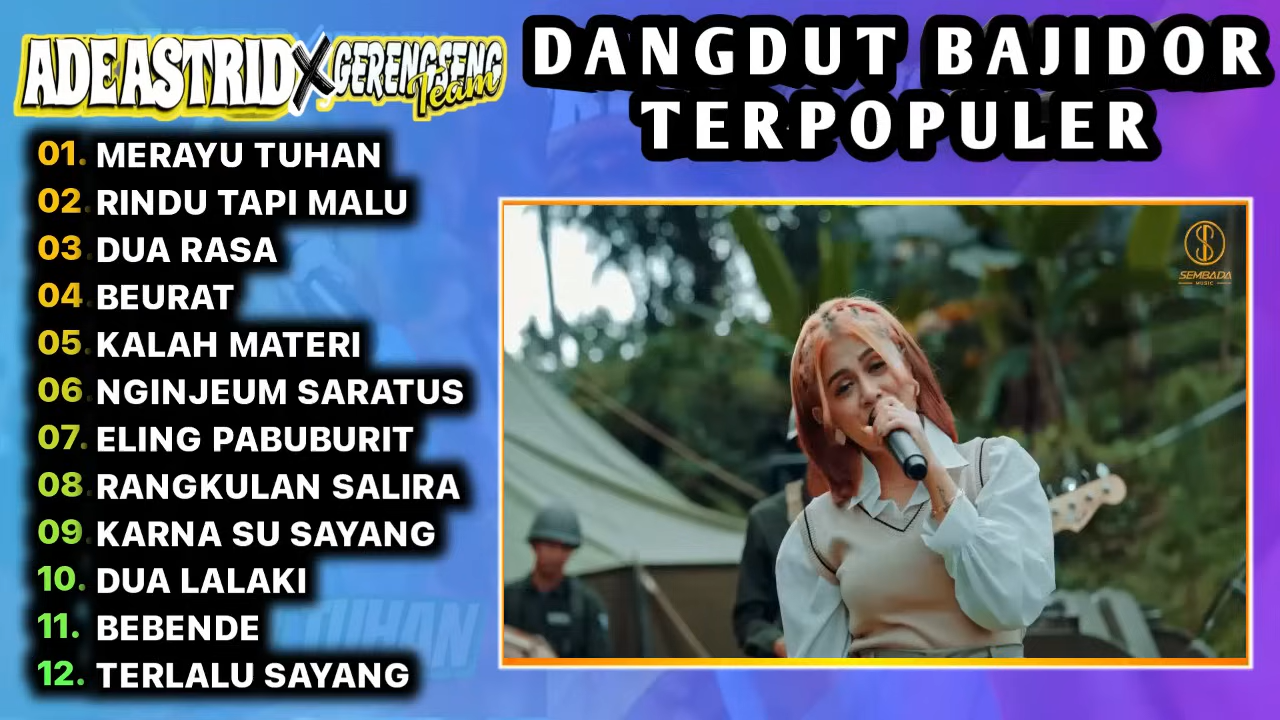 ADE ASTRID X GERENGSENG Team
DANGDUT BAJIDOR
TERPOPULER
01. MERAYU TUHAN
02. RINDU TAPI MALU
03. DUA RASA
04. BEURAT
05. KALAH MATERI
06. NGINJEUM SARATUS
07. ELING PABUBURIT
08. RANGKULAN SALIRA
09. KARNA SU SAYANG
10. DUA LALAKI
11. BEBENDE
12. TERLALU SAYANG
SEMBADA
MUSIC
TUHAN